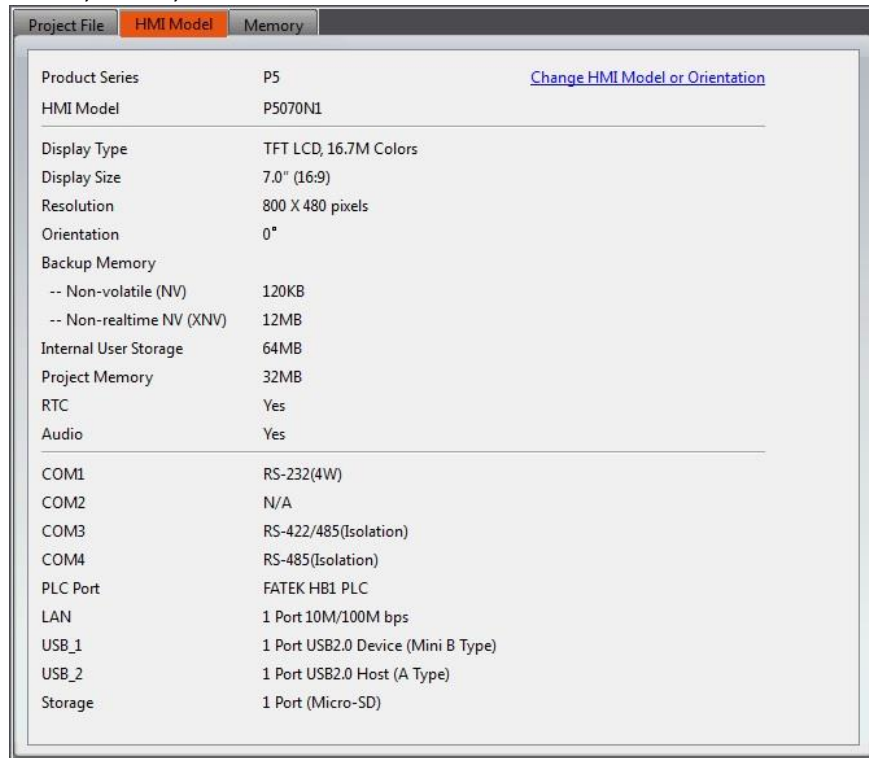 Project File HMI Model Memory
Product Series P5 Change HMI Model or Orientation
HMI Model P5070N1
Display Type TFT LCD, 16.7M Colors
Display Size 7.0" (16:9)
Resolution 800 X 480 pixels
Orientation 0°
Backup Memory
-- Non-volatile (NV) 120KB
-- Non-realtime NV (XNV) 12MB
Internal User Storage 64MB
Project Memory 32MB
RTC Yes
Audio Yes
COM1 RS-232(4W)
COM2 N/A
COM3 RS-422/485(Isolation)
COM4 RS-485(Isolation)
PLC Port FATEK HB1 PLC
LAN 1 Port 10M/100M bps
USB_1 1 Port USB2.0 Device (Mini B Type)
USB_2 1 Port USB2.0 Host (A Type)
Storage 1 Port (Micro-SD)